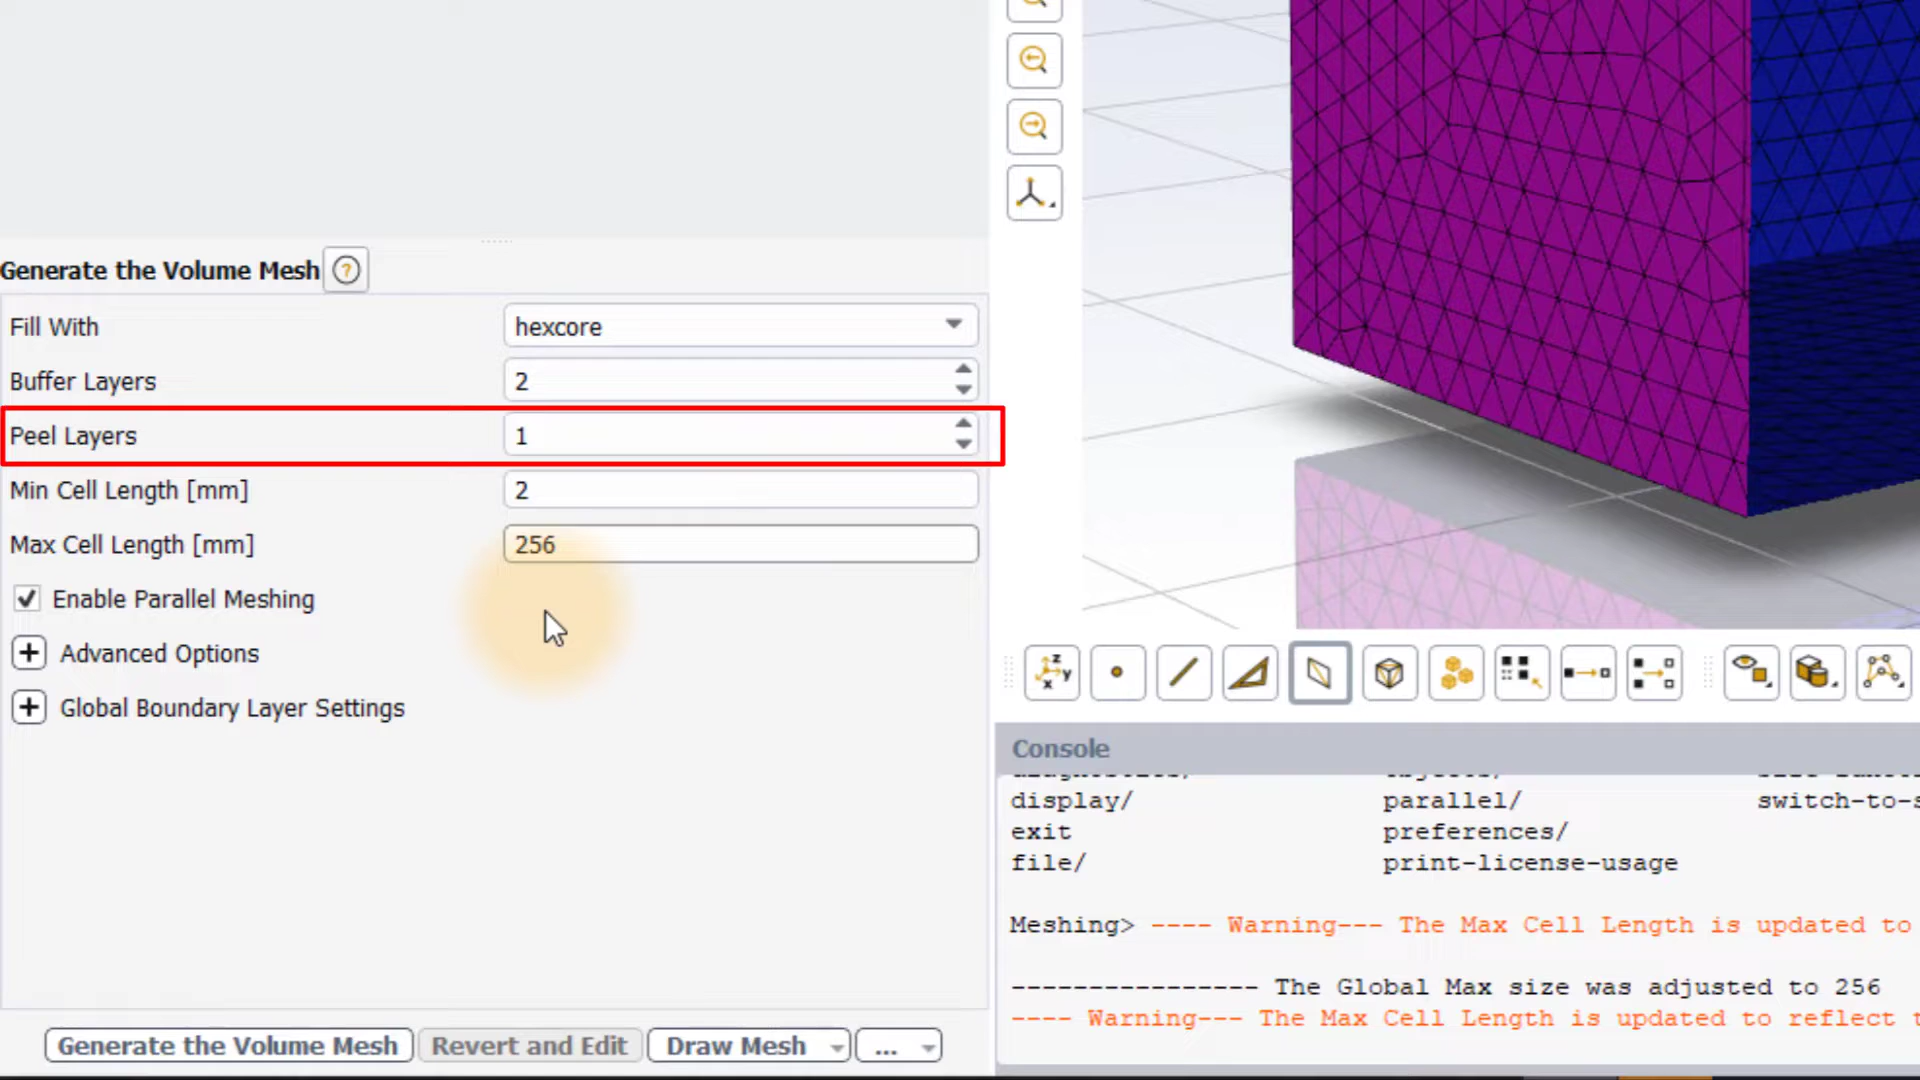 Generate the Volume Mesh ?
Fill With hexcore
Buffer Layers 2
Peel Layers 1
Min Cell Length [mm] 2
Max Cell Length [mm] 256
Enable Parallel Meshing
Advanced Options
Global Boundary Layer Settings
Generate the Volume Mesh Revert and Edit Draw Mesh ...
z
x y
Console
display/ parallel/ switch-to-s
exit preferences/
file/ print-license-usage
Meshing> ---- Warning--- The Max Cell Length is updated to
---------------- The Global Max size was adjusted to 256
---- Warning--- The Max Cell Length is updated to reflect t